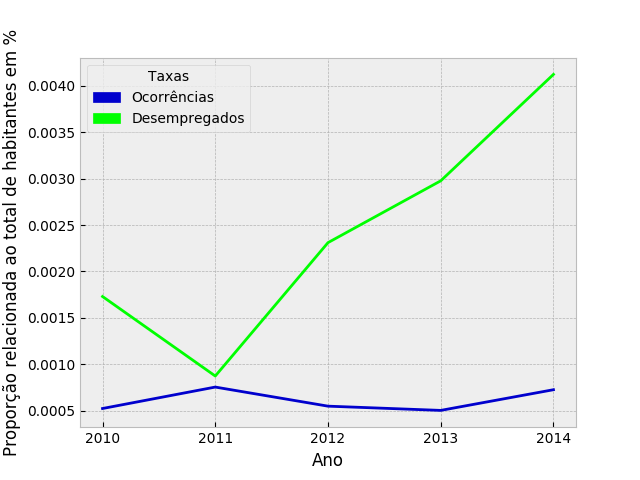 Proporção relacionada ao total de habitantes em %
0.0040
0.0035
0.0030
0.0025
0.0020
0.0015
0.0010
0.0005
Taxas
Ocorrências
Desempregados
2010 2011 2012 2013 2014
Ano